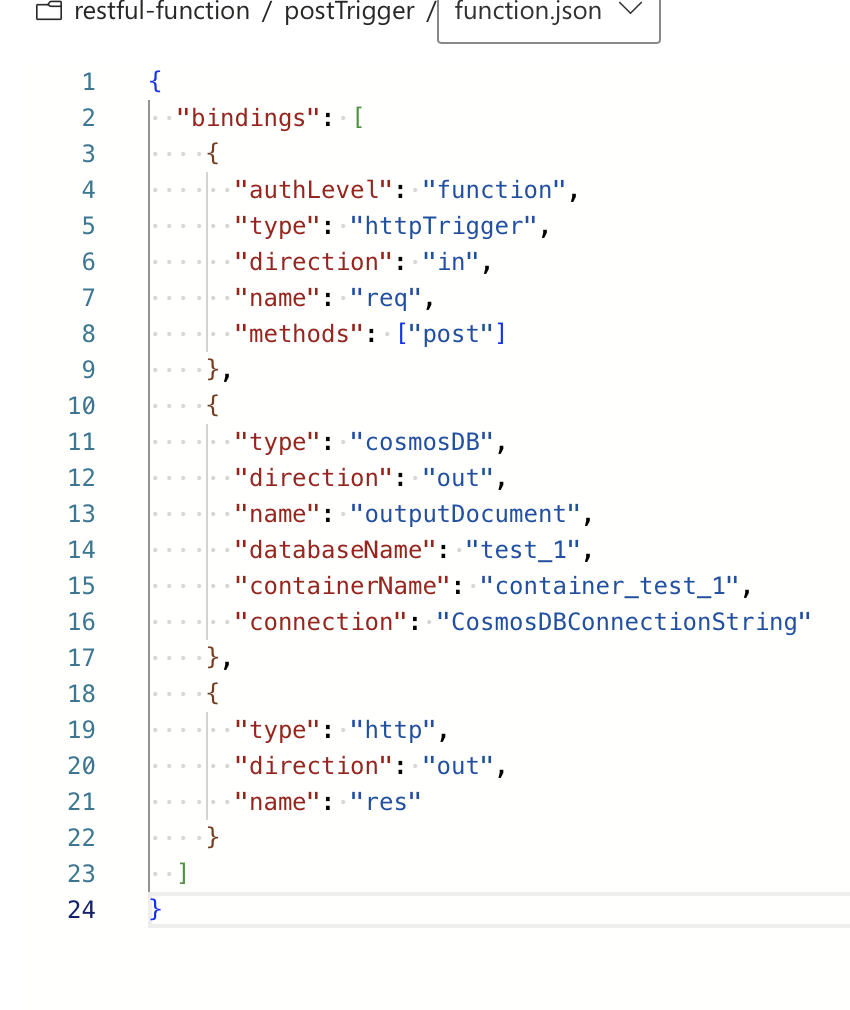 restful-function / postTrigger / function.json
1 {
2   "bindings": [
3     {
4       "authLevel": "function",
5       "type": "httpTrigger",
6       "direction": "in",
7       "name": "req",
8       "methods": ["post"]
9     },
10     {
11       "type": "cosmosDB",
12       "direction": "out",
13       "name": "outputDocument",
14       "databaseName": "test_1",
15       "containerName": "container_test_1",
16       "connection": "CosmosDBConnectionString"
17     },
18     {
19       "type": "http",
20       "direction": "out",
21       "name": "res"
22     }
23   ]
24 }